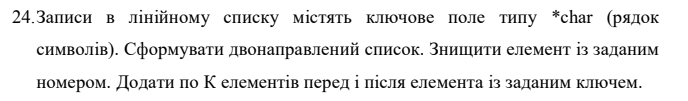 24.Записи в лінійному списку містять ключове поле типу *char (рядок
символів). Сформувати двонаправлений список. Знищити елемент із заданим
номером. Додати по К елементів перед і після елемента із заданим ключем.